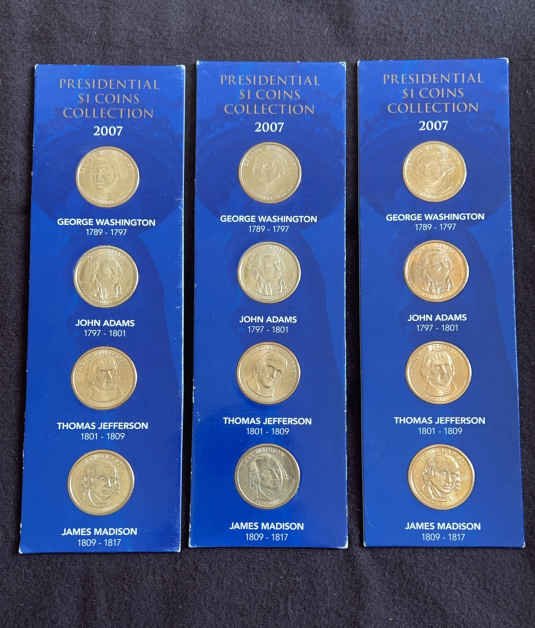 PRESIDENTIAL
$1 COINS
COLLECTION
2007
GEORGE WASHINGTON
1789 - 1797
JOHN ADAMS
1797 - 1801
THOMAS JEFFERSON
1801 - 1809
JAMES MADISON
1809 - 1817
PRESIDENTIAL
$1 COINS
COLLECTION
2007
GEORGE WASHINGTON
1789 - 1797
JOHN ADAMS
1797 - 1801
THOMAS JEFFERSON
1801 - 1809
JAMES MADISON
1809 - 1817
PRESIDENTIAL
$1 COINS
COLLECTION
2007
GEORGE WASHINGTON
1789 - 1797
JOHN ADAMS
1797 - 1801
THOMAS JEFFERSON
1801 - 1809
JAMES MADISON
1809 - 1817